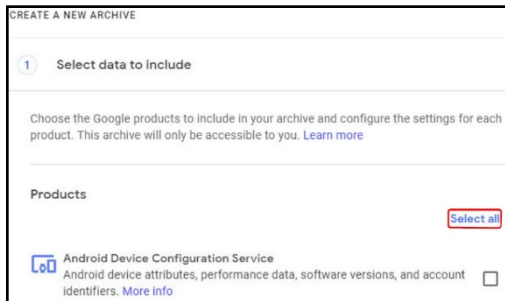 CREATE A NEW ARCHIVE
1 Select data to include
Choose the Google products to include in your archive and configure the settings for each
product. This archive will only be accessible to you. Learn more
Products
Select all
Android Device Configuration Service
Android device attributes, performance data, software versions, and account
identifiers. More info